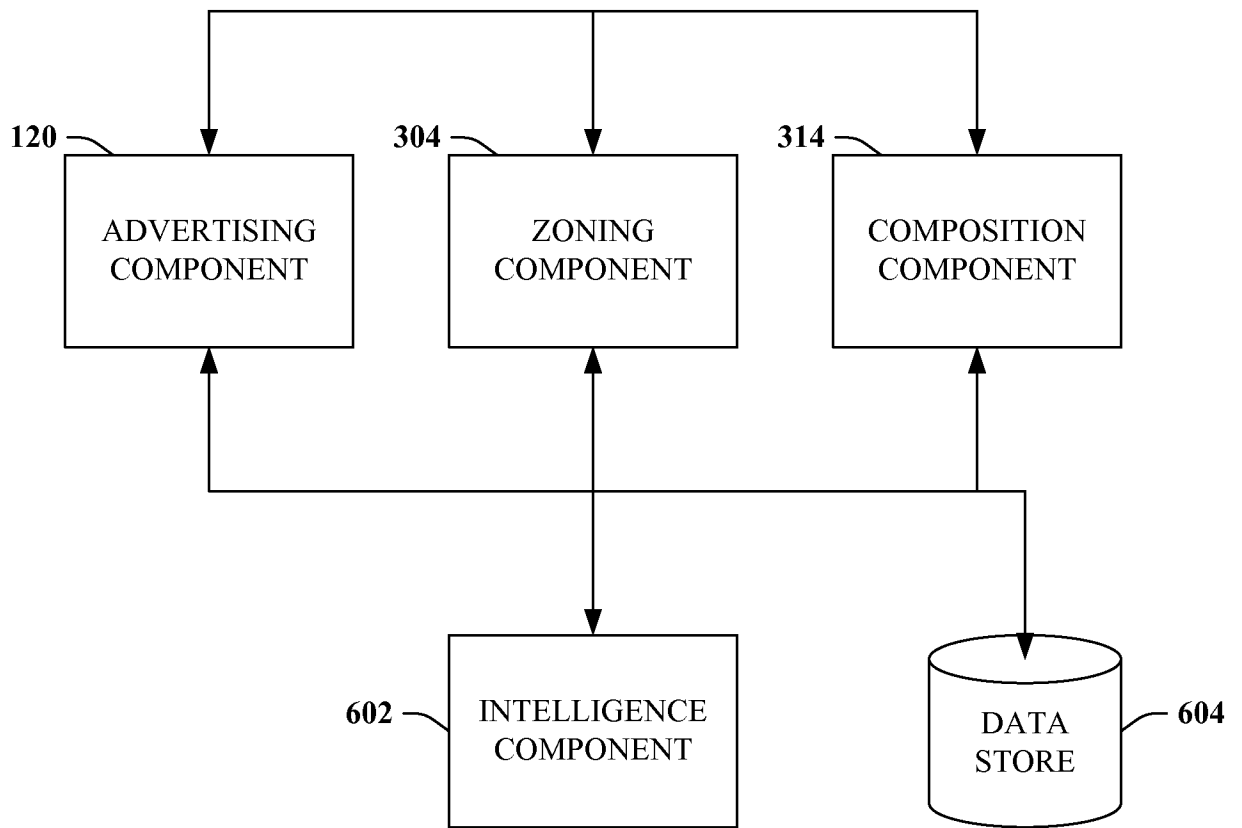 120
304
314
ADVERTISING
COMPONENT
ZONING
COMPONENT
COMPOSITION
COMPONENT
602
INTELLIGENCE
COMPONENT
DATA
STORE
604